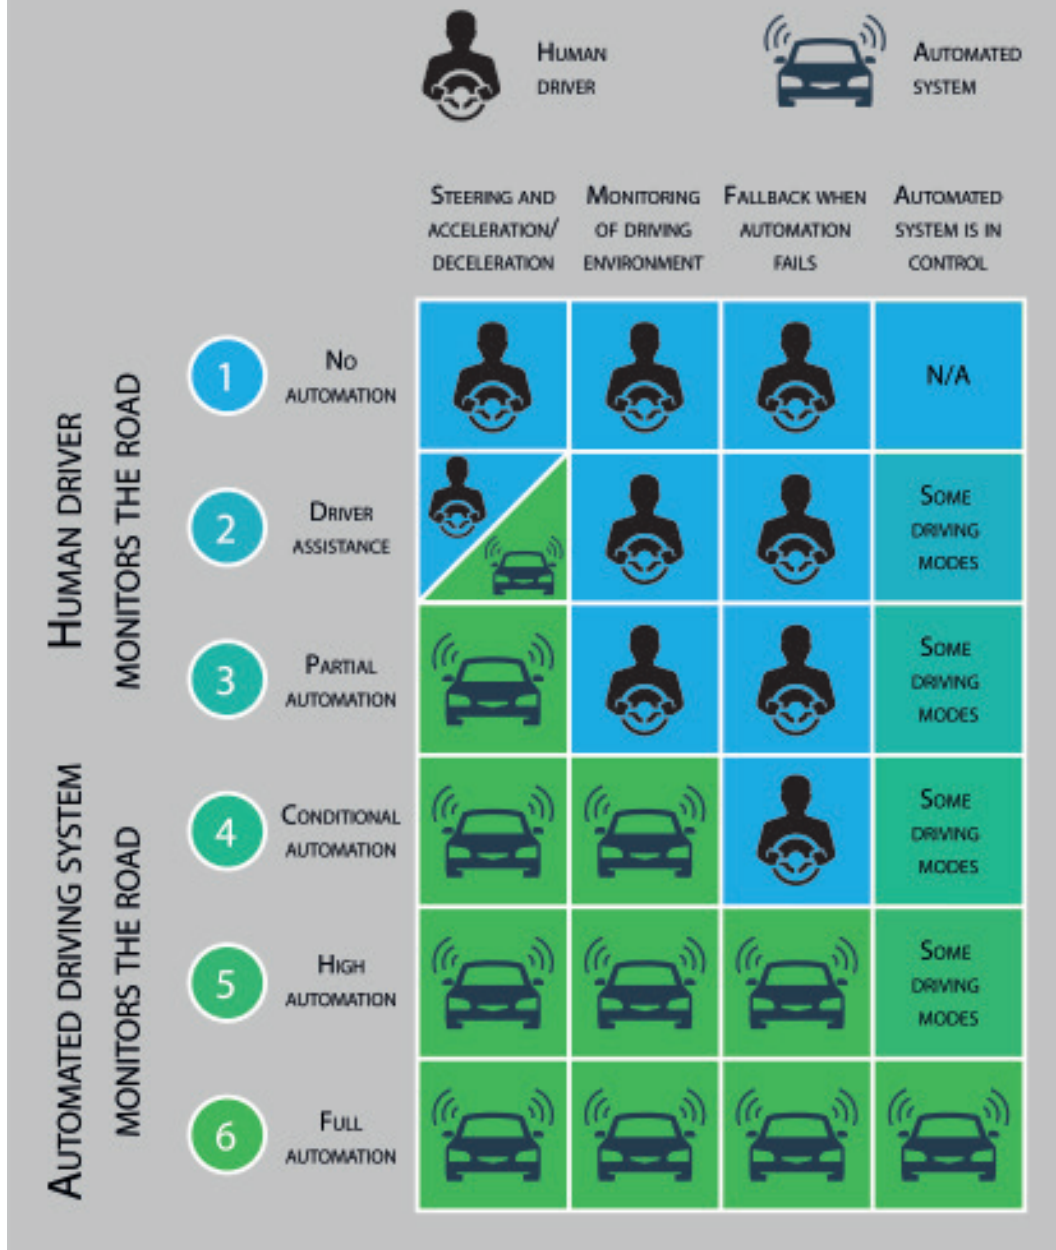 Human
driver
Automated
system
Steering and
acceleration/
deceleration
Monitoring
of driving
environment
Fallback when
automation
fails
Automated
system is in
control
Human driver
monitors the road
1
No
automation
N/A
2
Driver
assistance
Some
driving
modes
3
Partial
automation
Some
driving
modes
Automated driving system
monitors the road
4
Conditional
automation
Some
driving
modes
5
High
automation
Some
driving
modes
6
Full
automation